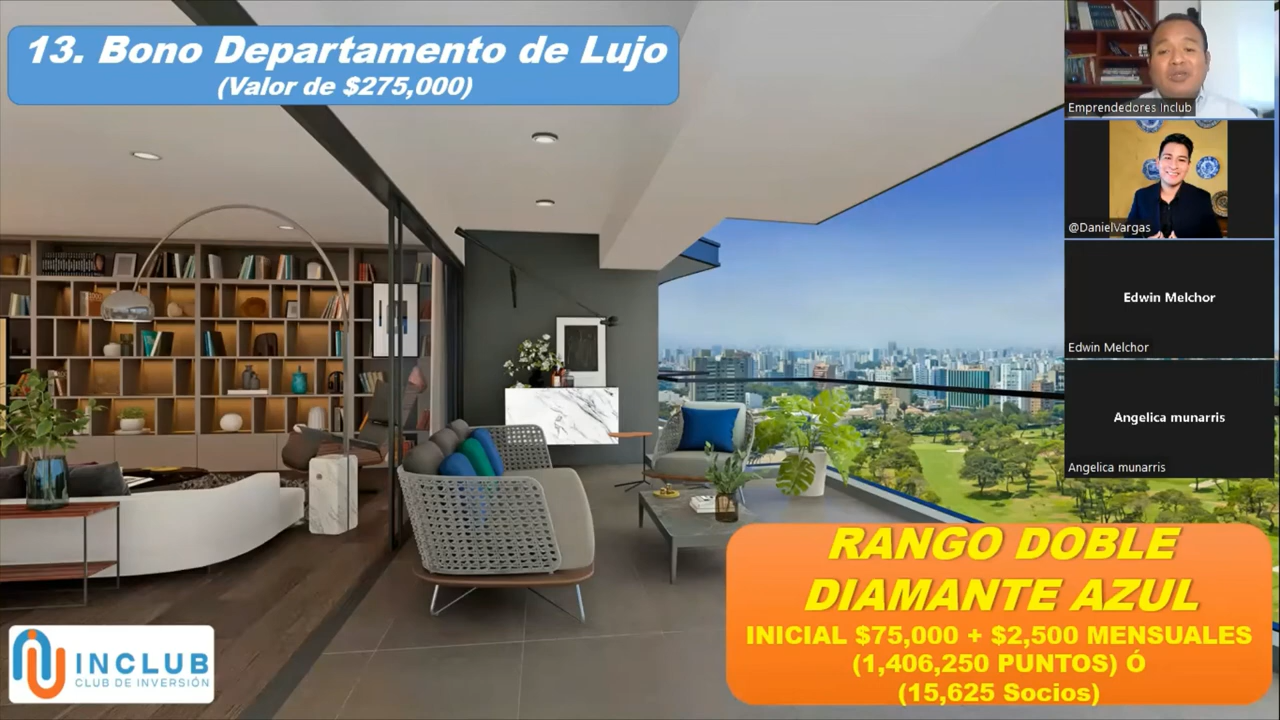 13. Bono Departamento de Lujo
(Valor de $275,000)
Emprendedores Inclub
@DanielVargas
Edwin Melchor
Edwin Melchor
Angelica munarris
Angelica munarris
RANGO DOBLE
DIAMANTE AZUL
INICIAL $75,000 + $2,500 MENSUALES
(1,406,250 PUNTOS) Ó
(15,625 Socios)
INCLUB
CLUB DE INVERSIÓN